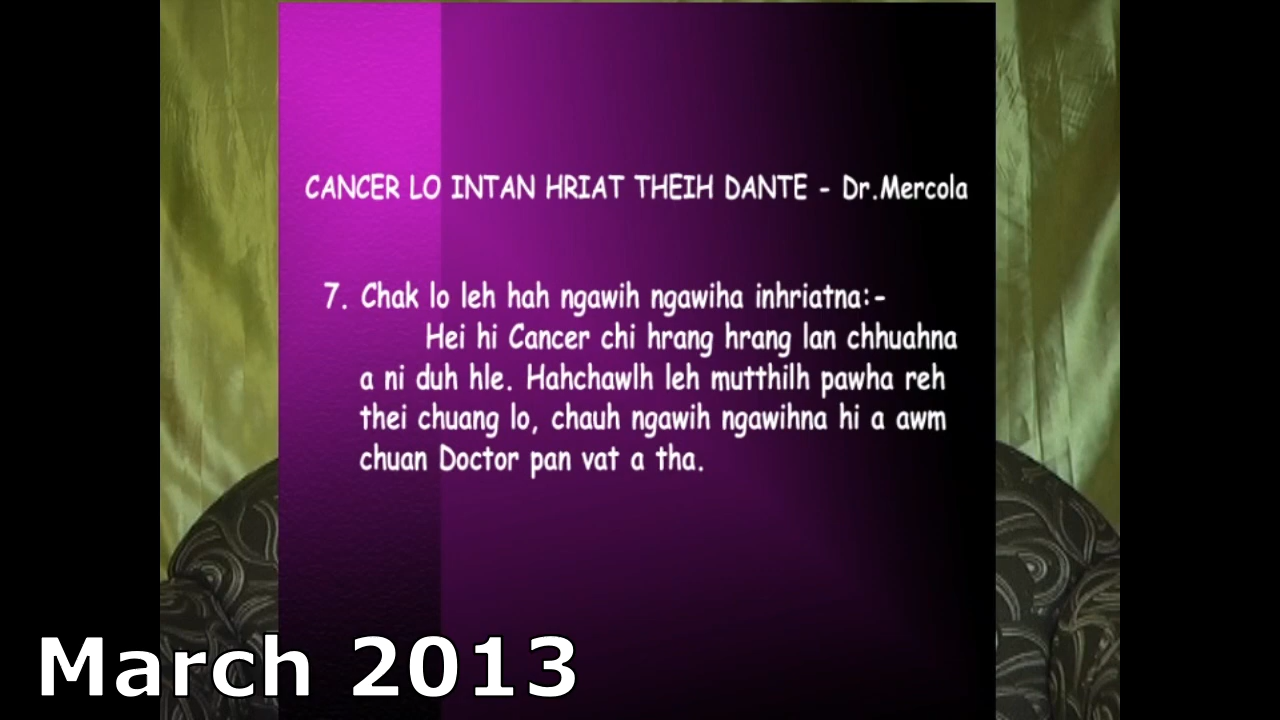 CANCER LO INTAN HRIAT THEIH DANTE - Dr.Mercola
7. Chak lo leh hah ngawih ngawiha inhriatna:-
Hei hi Cancer chi hrang hrang lan chhuahna
a ni duh hle. Hahchawlh leh mutthilh pawha reh
thei chuang lo, chauh ngawih ngawihna hi a awm
chuan Doctor pan vat a tha.
March 2013